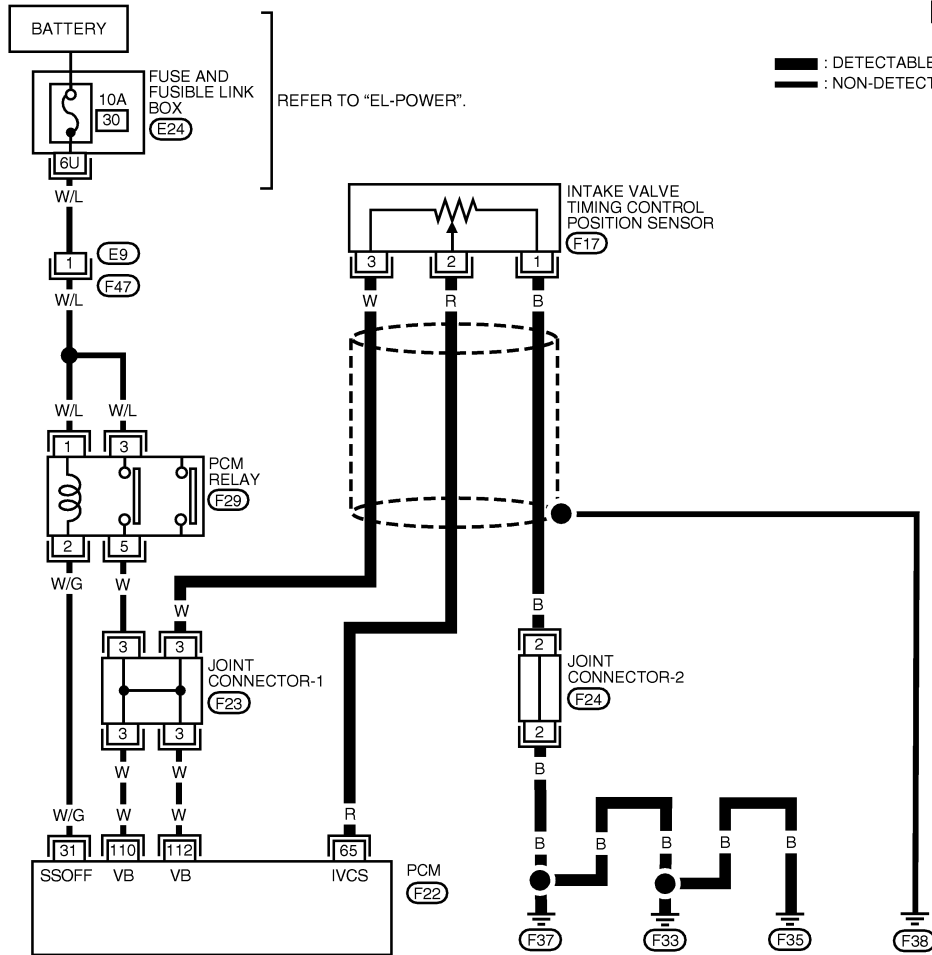 BATTERY
FUSE AND
FUSIBLE LINK
BOX
E24
10A
30
6U
REFER TO “EL-POWER”.
: DETECTABLE
: NON-DETECT
W/L
1
E9
F47
W/L
INTAKE VALVE
TIMING CONTROL
POSITION SENSOR
F17
3 2 1
W R B
W/L W/L
1 3
PCM
RELAY
F29
2 5
W/G W W B
3 3
JOINT
CONNECTOR-1
F23
3 3
2
JOINT
CONNECTOR-2
F24
2
W W B
W/G W W R
B B B B
31 110 112 65
SSOFF VB VB IVCS
PCM
F22
F37 F33 F35 F38